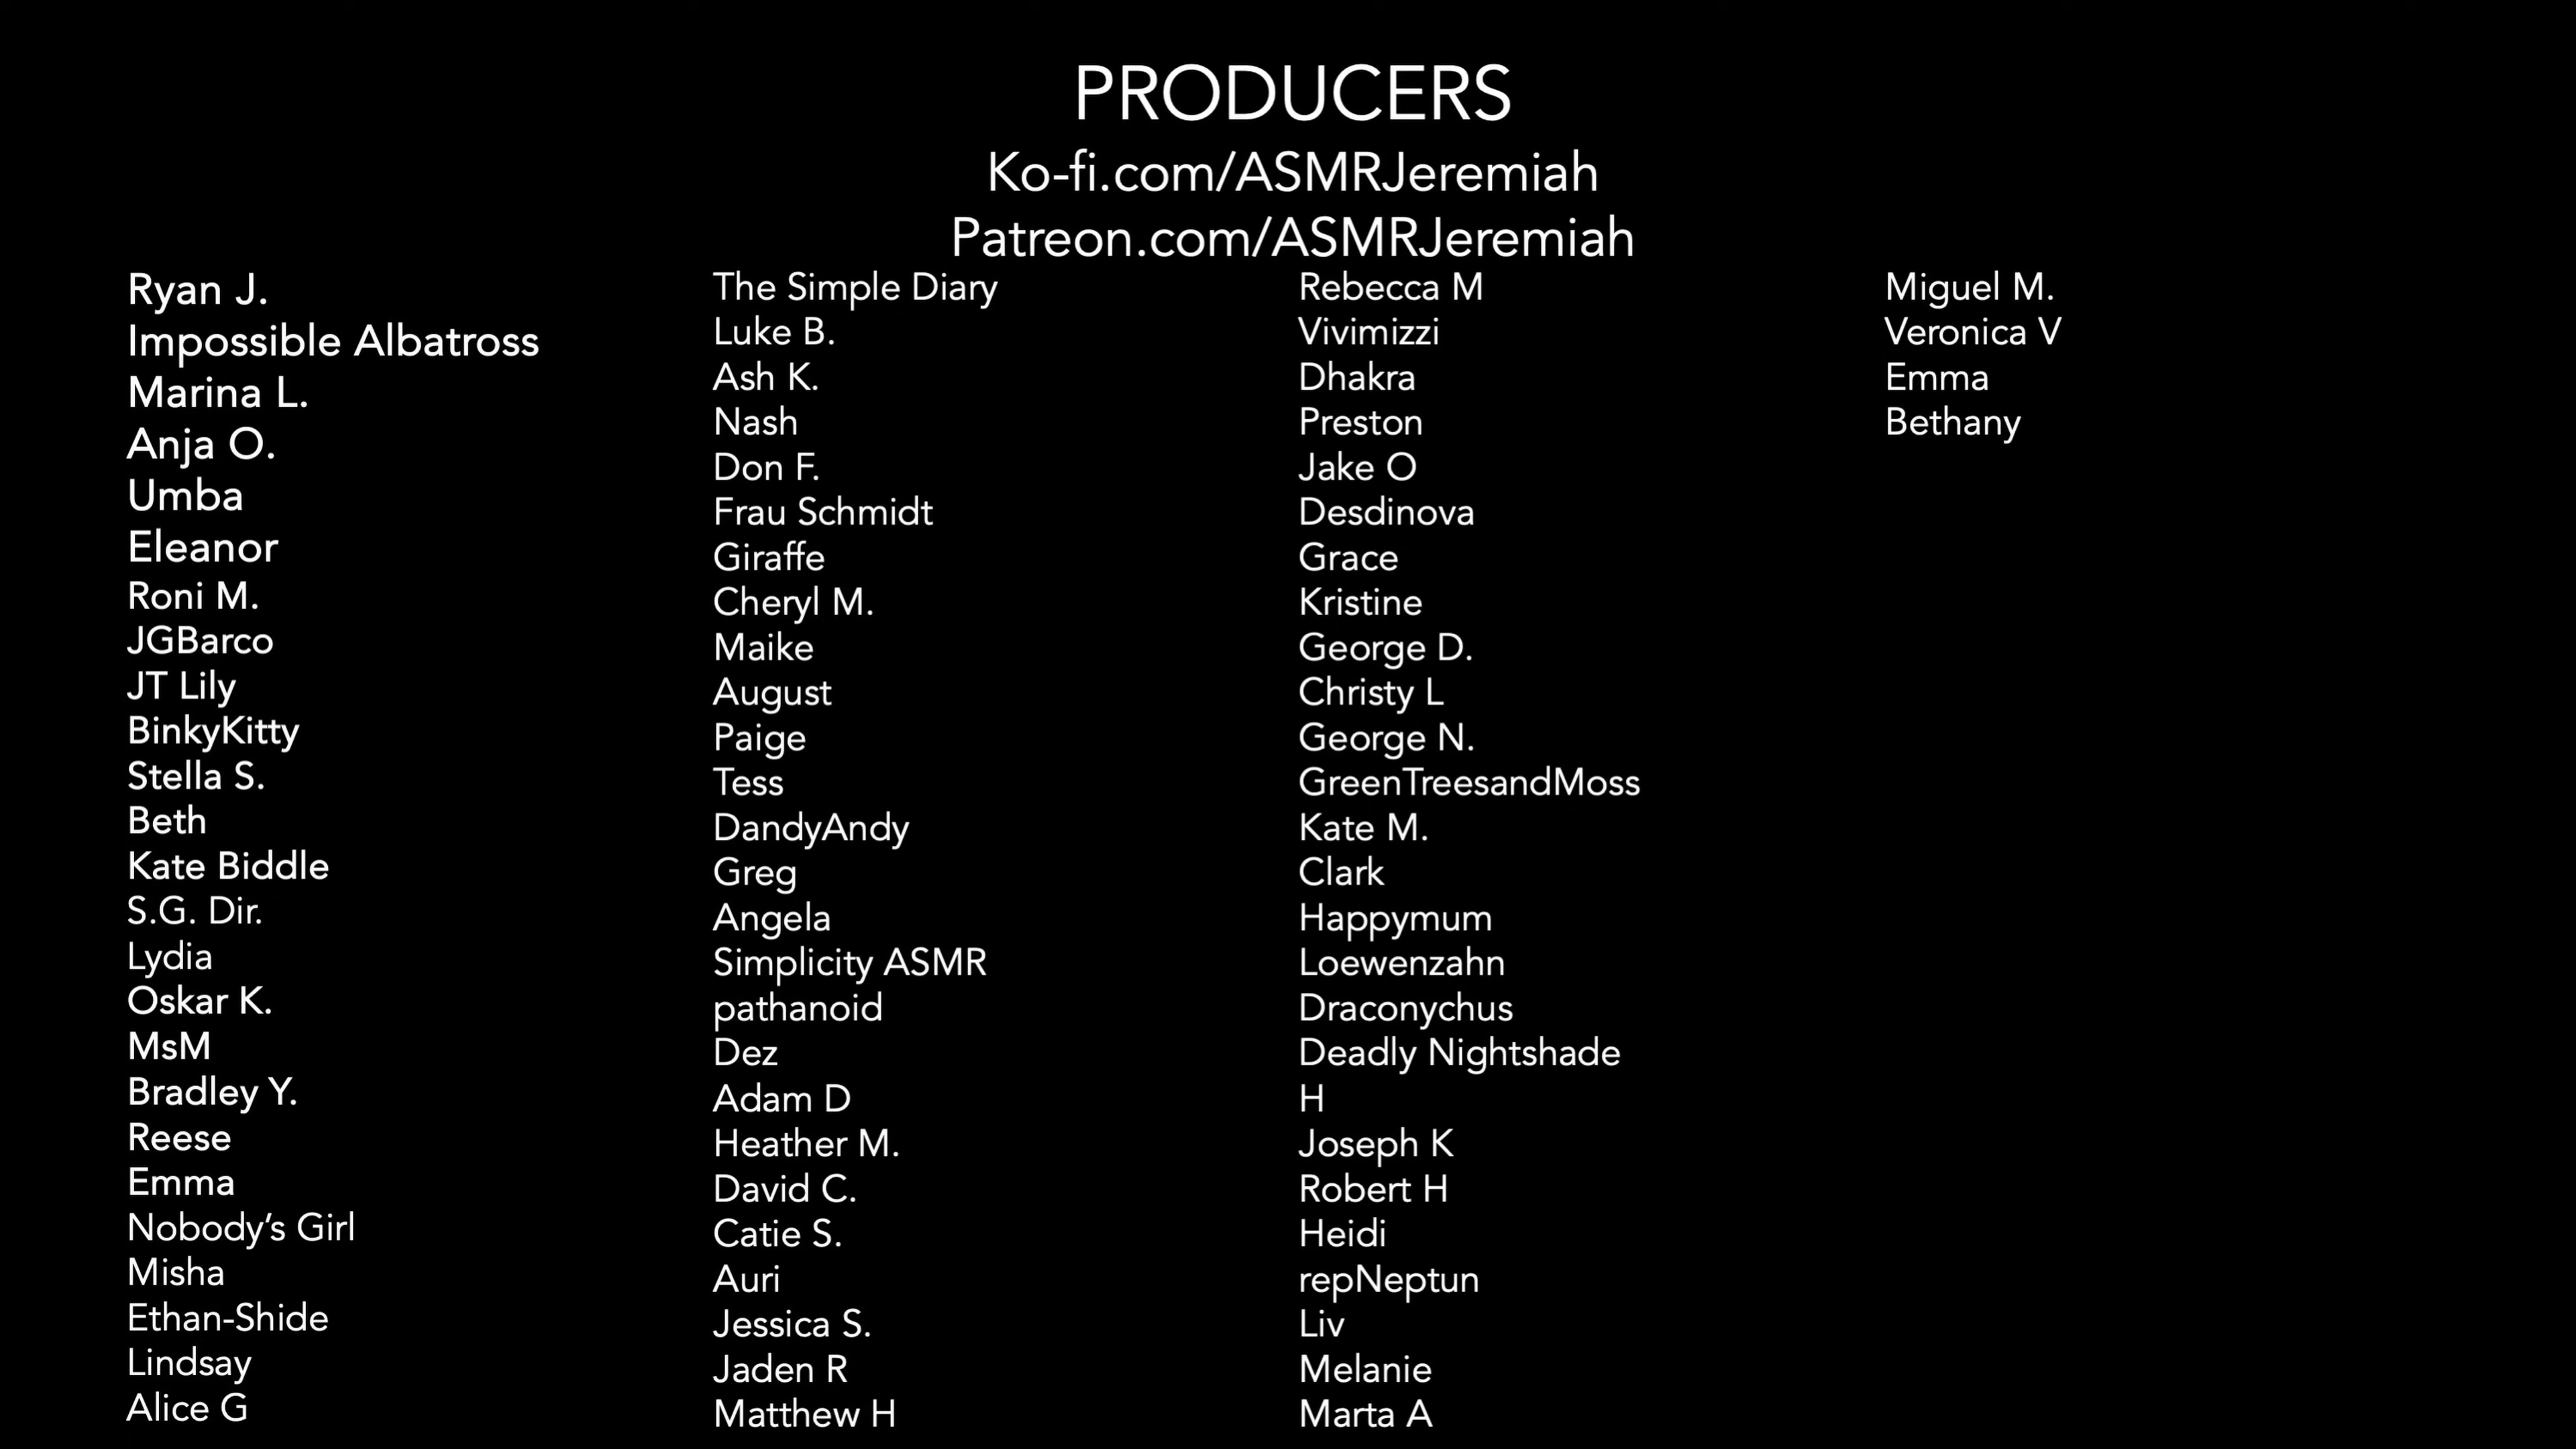 PRODUCERS
Ko-fi.com/ASMRJeremiah
Patreon.com/ASMRJeremiah
Ryan J.
Impossible Albatross
Marina L.
Anja O.
Umba
Eleanor
Roni M.
JGBarco
JT Lily
BinkyKitty
Stella S.
Beth
Kate Biddle
S.G. Dir.
Lydia
Oskar K.
MsM
Bradley Y.
Reese
Emma
Nobody’s Girl
Misha
Ethan-Shide
Lindsay
Alice G
The Simple Diary
Luke B.
Ash K.
Nash
Don F.
Frau Schmidt
Giraffe
Cheryl M.
Maike
August
Paige
Tess
DandyAndy
Greg
Angela
Simplicity ASMR
pathanoid
Dez
Adam D
Heather M.
David C.
Catie S.
Auri
Jessica S.
Jaden R
Matthew H
Rebecca M
Vivimizzi
Dhakra
Preston
Jake O
Desdinova
Grace
Kristine
George D.
Christy L
George N.
GreenTreesandMoss
Kate M.
Clark
Happymum
Loewenzahn
Draconychus
Deadly Nightshade
H
Joseph K
Robert H
Heidi
repNeptun
Liv
Melanie
Marta A
Miguel M.
Veronica V
Emma
Bethany